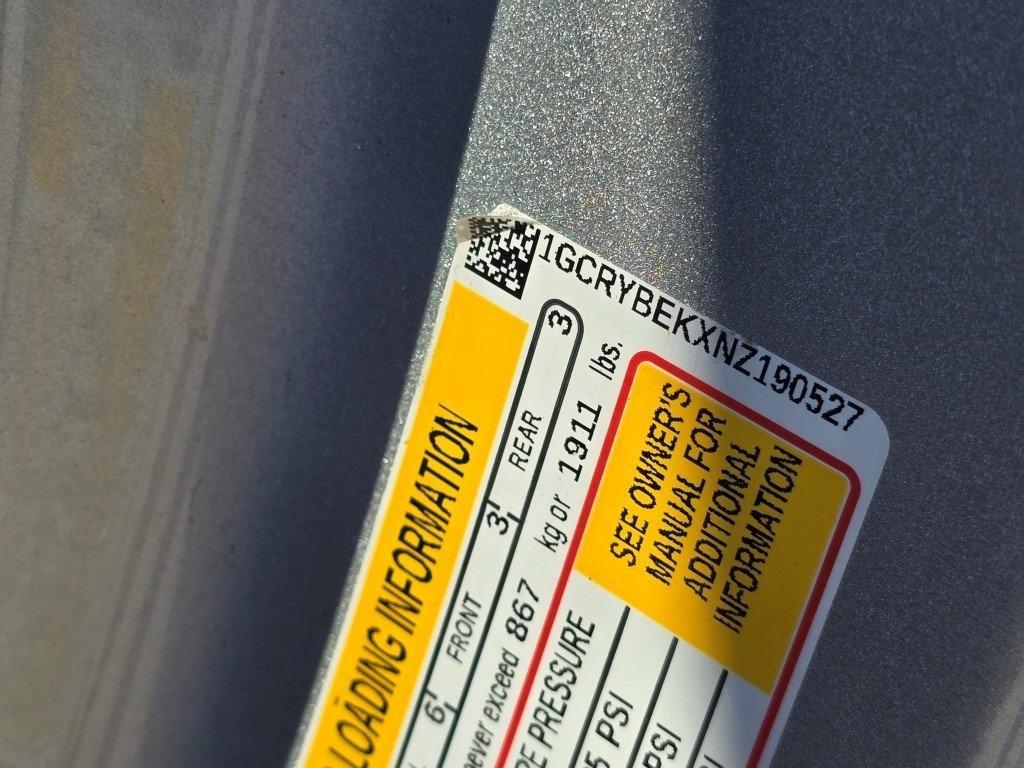 1GCRYBEKXNZ190527
LOADING INFORMATION
6 FRONT 3 REAR 3
never exceed 867 kg or 1911 lbs.
PRESSURE
PSI
PSI
SEE OWNER'S
MANUAL FOR
ADDITIONAL
INFORMATION